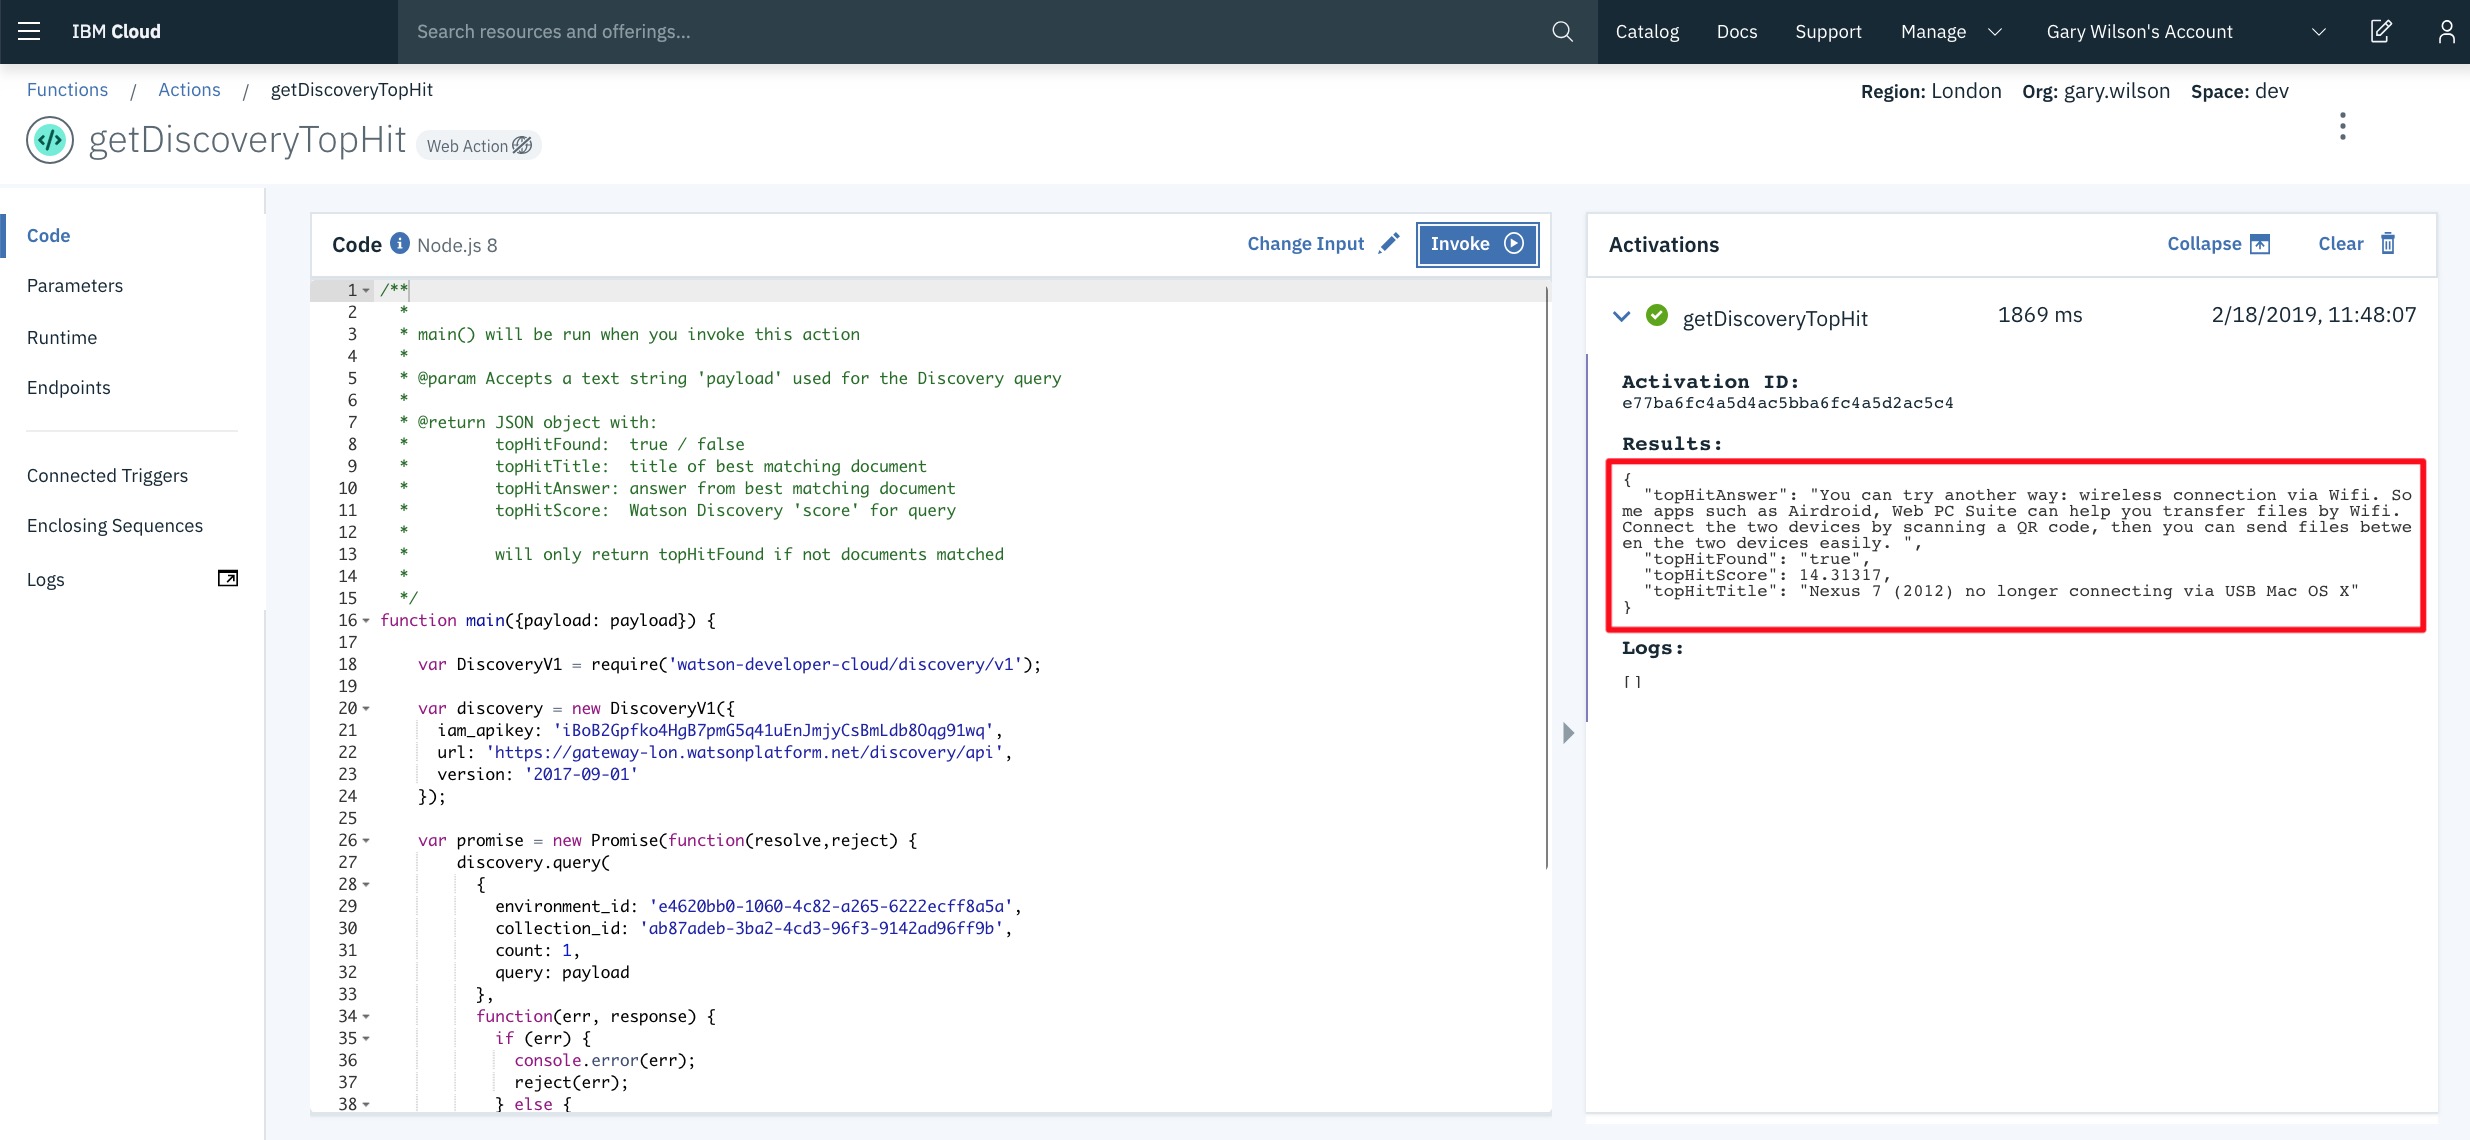 IBM Cloud
Search resources and offerings...
Catalog Docs Support Manage Gary Wilson's Account
Functions / Actions / getDiscoveryTopHit
Region: London Org: gary.wilson Space: dev
getDiscoveryTopHit Web Action
Code
Parameters
Runtime
Endpoints
Connected Triggers
Enclosing Sequences
Logs
Code Node.js 8 Change Input Invoke
1 /**
2 *
3 * main() will be run when you invoke this action
4 *
5 * @param Accepts a text string 'payload' used for the Discovery query
6 *
7 * @return JSON object with:
8 * topHitFound: true / false
9 * topHitTitle: title of best matching document
10 * topHitAnswer: answer from best matching document
11 * topHitScore: Watson Discovery 'score' for query
12 *
13 * will only return topHitFound if not documents matched
14 *
15 */
16 function main({payload: payload}) {
17
18 var DiscoveryV1 = require('watson-developer-cloud/discovery/v1');
19
20 var discovery = new DiscoveryV1({
21 iam_apikey: 'iBoB2Gpfko4HgB7pmG5q41uEnJmjyCsBmLdb8Oqg91wq',
22 url: 'https://gateway-lon.watsonplatform.net/discovery/api',
23 version: '2017-09-01'
24 });
25
26 var promise = new Promise(function(resolve,reject) {
27 discovery.query(
28 {
29 environment_id: 'e4620bb0-1060-4c82-a265-6222ecff8a5a',
30 collection_id: 'ab87adeb-3ba2-4cd3-96f3-9142ad96ff9b',
31 count: 1,
32 query: payload
33 },
34 function(err, response) {
35 if (err) {
36 console.error(err);
37 reject(err);
38 } else {
Activations Collapse Clear
getDiscoveryTopHit 1869 ms 2/18/2019, 11:48:07
Activation ID:
e77ba6fc4a5d4ac5bba6fc4a5d2ac5c4
Results:
{
"topHitAnswer": "You can try another way: wireless connection via Wifi. So
me apps such as Airdroid, Web PC Suite can help you transfer files by Wifi.
Connect the two devices by scanning a QR code, then you can send files betwe
en the two devices easily. ",
"topHitFound": "true",
"topHitScore": 14.31317,
"topHitTitle": "Nexus 7 (2012) no longer connecting via USB Mac OS X"
}
Logs:
[]